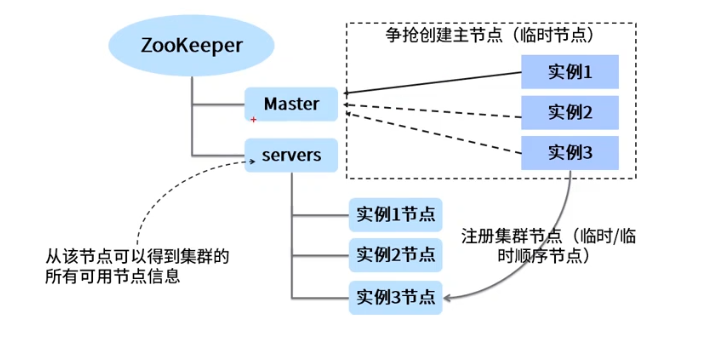 ZooKeeper
争抢创建主节点（临时节点）
实例1
Master
实例2
实例3
servers
实例1节点
注册集群节点（临时/临
时顺序节点）
从该节点可以得到集群的
所有可用节点信息
实例2节点
实例3节点